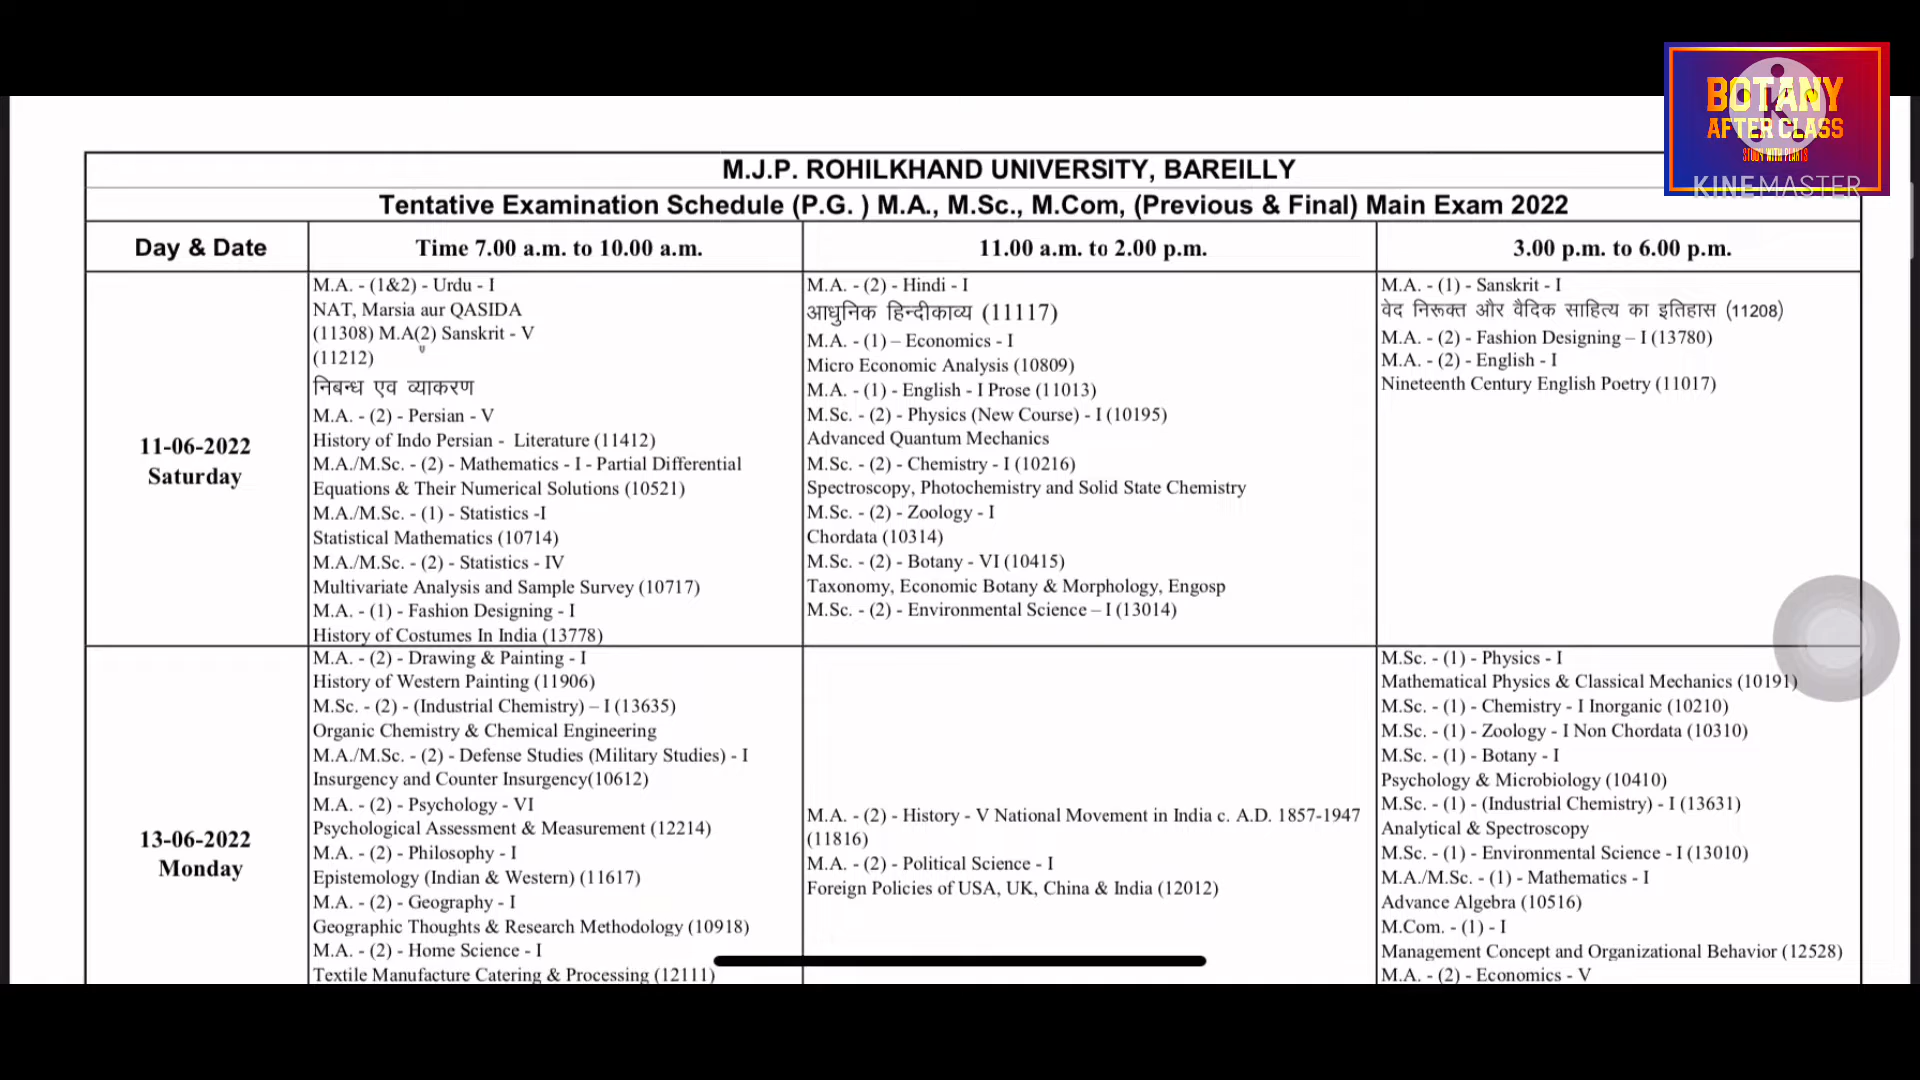 BOTANY
AFTER CLASS
STUDY WITH PLANTS
KINEMASTER
M.J.P. ROHILKHAND UNIVERSITY, BAREILLY
Tentative Examination Schedule (P.G. ) M.A., M.Sc., M.Com, (Previous & Final) Main Exam 2022
Day & Date
Time 7.00 a.m. to 10.00 a.m.
11.00 a.m. to 2.00 p.m.
3.00 p.m. to 6.00 p.m.
11-06-2022
Saturday
M.A. - (1&2) - Urdu - I
NAT, Marsia aur QASIDA
(11308) M.A(2) Sanskrit - V
(11212)
निबन्ध एव व्याकरण
M.A. - (2) - Persian - V
History of Indo Persian - Literature (11412)
M.A./M.Sc. - (2) - Mathematics - I - Partial Differential
Equations & Their Numerical Solutions (10521)
M.A./M.Sc. - (1) - Statistics -I
Statistical Mathematics (10714)
M.A./M.Sc. - (2) - Statistics - IV
Multivariate Analysis and Sample Survey (10717)
M.A. - (1) - Fashion Designing - I
History of Costumes In India (13778)
M.A. - (2) - Hindi - I
आधुनिक हिन्दीकाव्य (11117)
M.A. - (1) – Economics - I
Micro Economic Analysis (10809)
M.A. - (1) - English - I Prose (11013)
M.Sc. - (2) - Physics (New Course) - I (10195)
Advanced Quantum Mechanics
M.Sc. - (2) - Chemistry - I (10216)
Spectroscopy, Photochemistry and Solid State Chemistry
M.Sc. - (2) - Zoology - I
Chordata (10314)
M.Sc. - (2) - Botany - VI (10415)
Taxonomy, Economic Botany & Morphology, Engosp
M.Sc. - (2) - Environmental Science – I (13014)
M.A. - (1) - Sanskrit - I
वेद निरूक्त और वैदिक साहित्य का इतिहास (11208)
M.A. - (2) - Fashion Designing – I (13780)
M.A. - (2) - English - I
Nineteenth Century English Poetry (11017)
13-06-2022
Monday
M.A. - (2) - Drawing & Painting - I
History of Western Painting (11906)
M.Sc. - (2) - (Industrial Chemistry) – I (13635)
Organic Chemistry & Chemical Engineering
M.A./M.Sc. - (2) - Defense Studies (Military Studies) - I
Insurgency and Counter Insurgency(10612)
M.A. - (2) - Psychology - VI
Psychological Assessment & Measurement (12214)
M.A. - (2) - Philosophy - I
Epistemology (Indian & Western) (11617)
M.A. - (2) - Geography - I
Geographic Thoughts & Research Methodology (10918)
M.A. - (2) - Home Science - I
Textile Manufacture Catering & Processing (12111)
M.A. - (2) - History - V National Movement in India c. A.D. 1857-1947
(11816)
M.A. - (2) - Political Science - I
Foreign Policies of USA, UK, China & India (12012)
M.Sc. - (1) - Physics - I
Mathematical Physics & Classical Mechanics (10191)
M.Sc. - (1) - Chemistry - I Inorganic (10210)
M.Sc. - (1) - Zoology - I Non Chordata (10310)
M.Sc. - (1) - Botany - I
Psychology & Microbiology (10410)
M.Sc. - (1) - (Industrial Chemistry) - I (13631)
Analytical & Spectroscopy
M.Sc. - (1) - Environmental Science - I (13010)
M.A./M.Sc. - (1) - Mathematics - I
Advance Algebra (10516)
M.Com. - (1) - I
Management Concept and Organizational Behavior (12528)
M.A. - (2) - Economics - V